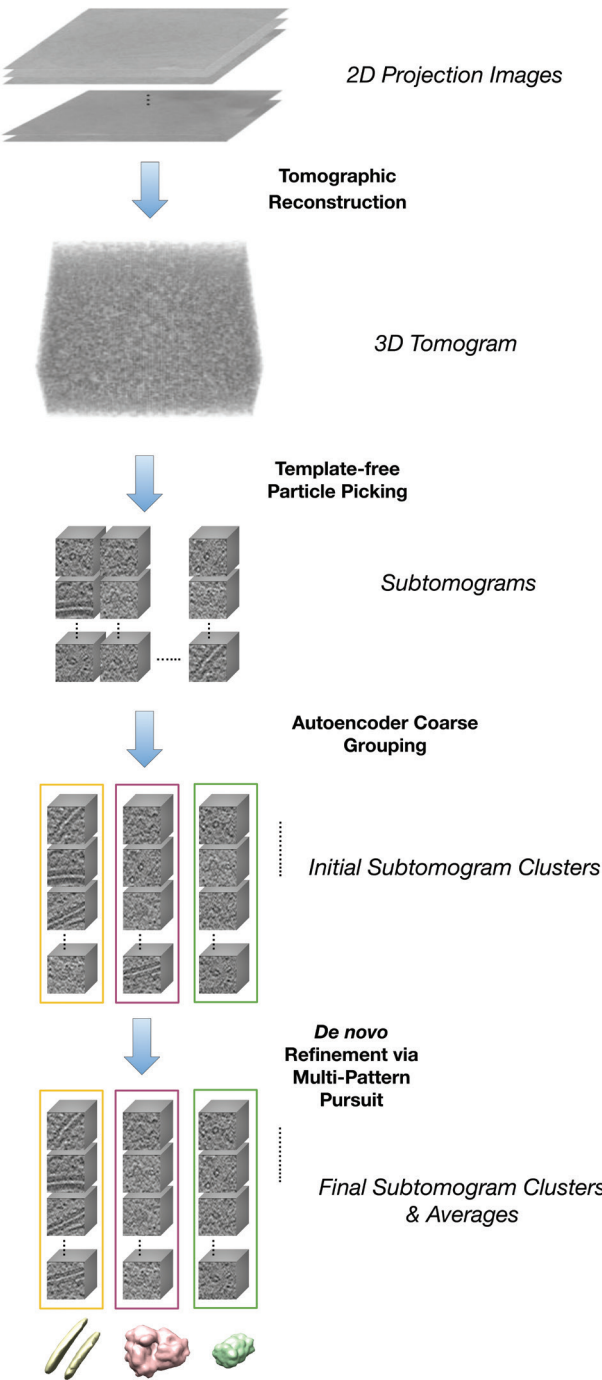 2D Projection Images
Tomographic
Reconstruction
3D Tomogram
Template-free
Particle Picking
Subtomograms
Autoencoder Coarse
Grouping
Initial Subtomogram Clusters
De novo
Refinement via
Multi-Pattern
Pursuit
Final Subtomogram Clusters
& Averages